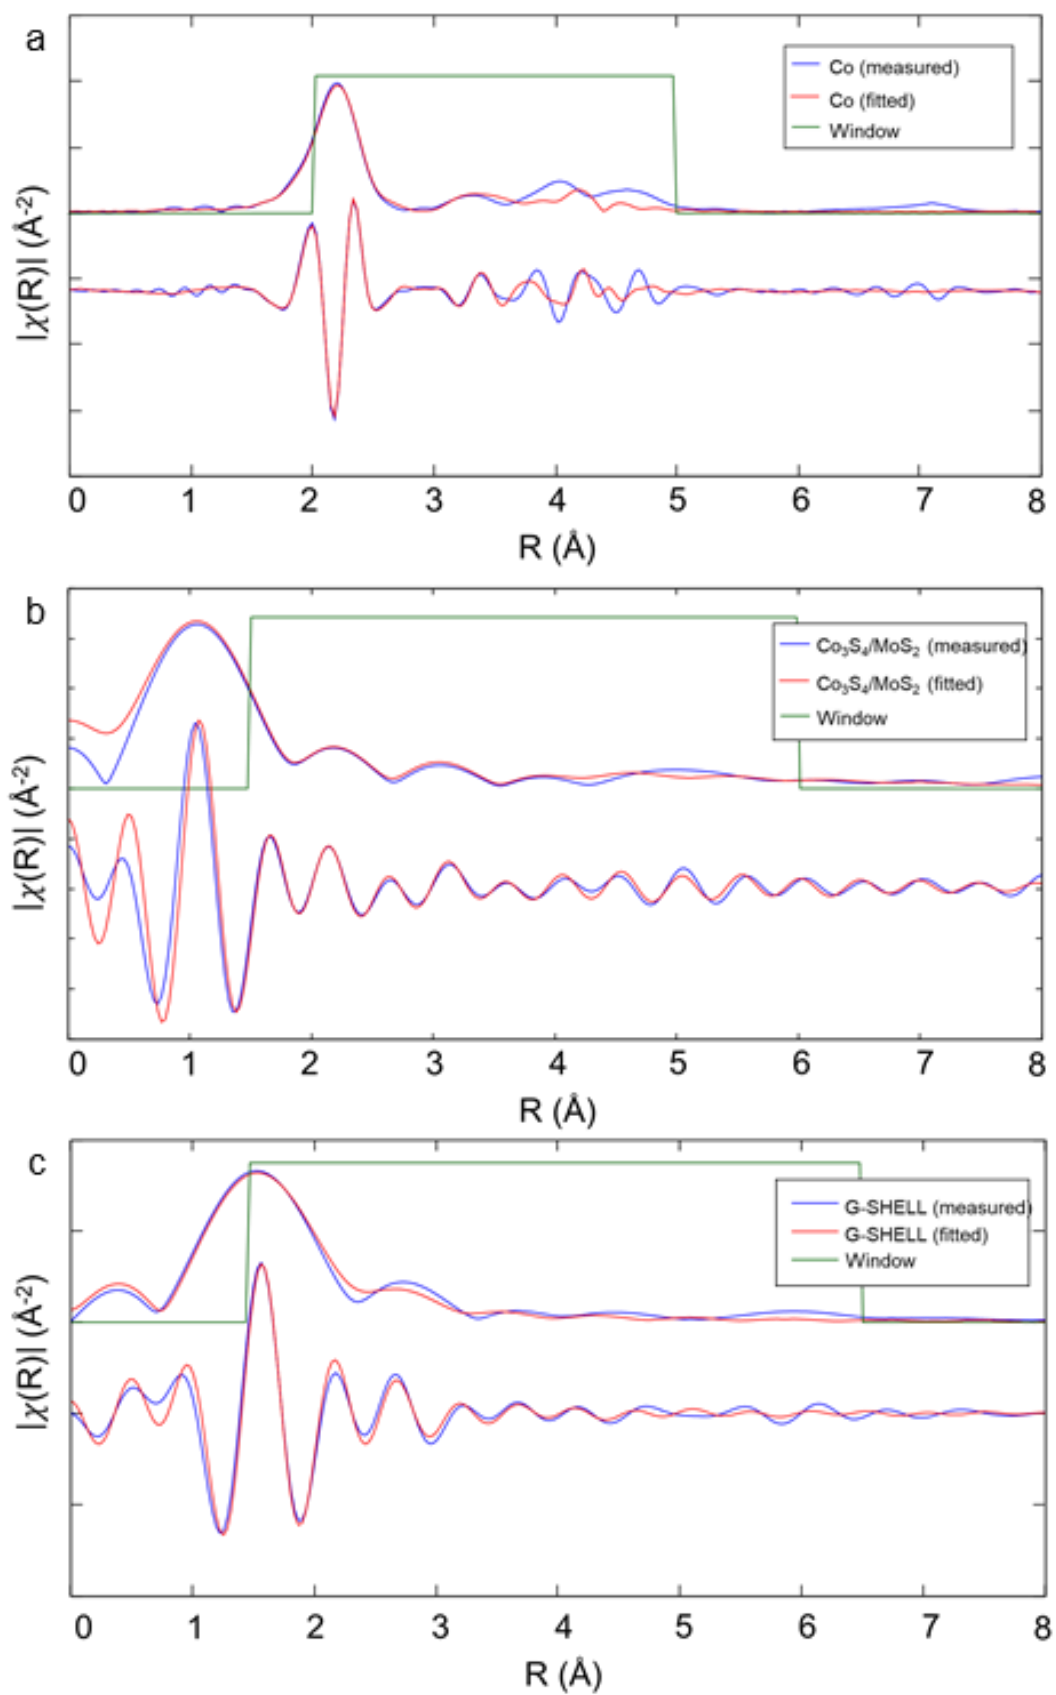 a
Co (measured)
Co (fitted)
Window
|χ(R)| (Å⁻²)
0 1 2 3 4 5 6 7 8
R (Å)
b
Co₃S₄/MoS₂ (measured)
Co₃S₄/MoS₂ (fitted)
Window
|χ(R)| (Å⁻²)
0 1 2 3 4 5 6 7 8
R (Å)
c
G-SHELL (measured)
G-SHELL (fitted)
Window
|χ(R)| (Å⁻²)
0 1 2 3 4 5 6 7 8
R (Å)